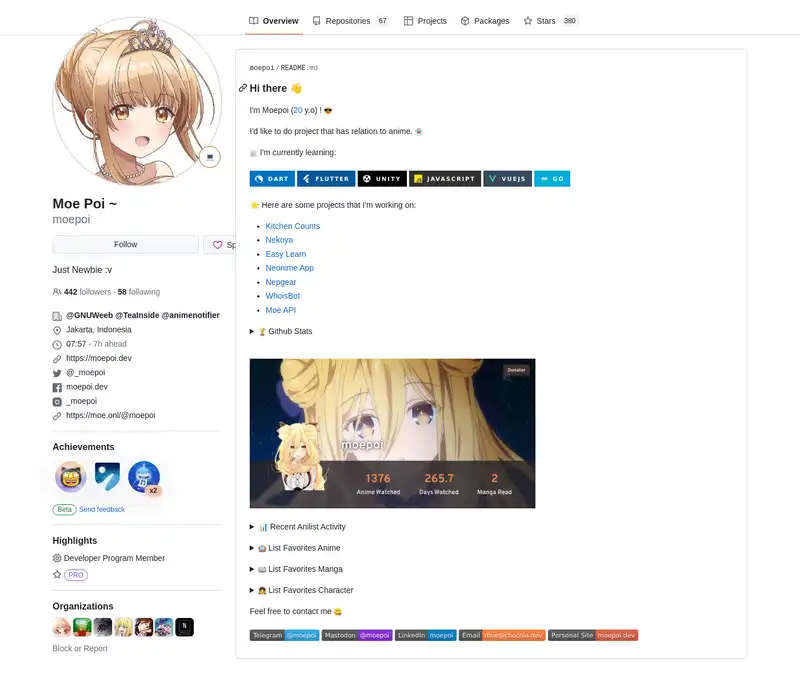 Overview Repositories 67 Projects Packages Stars 380
Moe Poi ~
moepoi
Follow
Sp
Just Newbie :v
442 followers · 58 following
@GNUWeeb @TeaInside @animenotifier
Jakarta, Indonesia
07:57 - 7h ahead
https://moepoi.dev
@_moepoi
moepoi.dev
_moepoi
https://moe.onl/@moepoi
Achievements
x2
Beta Send feedback
Highlights
Developer Program Member
PRO
Organizations
N
Block or Report
moepoi / README.md
Hi there 👋
I'm Moepoi (20 y.o) ! 😎
I'd like to do project that has relation to anime.
I'm currently learning:
DART FLUTTER UNITY JAVASCRIPT VUEJS GO
⭐ Here are some projects that I'm working on:
Kitchen Counts
Nekoya
Easy Learn
Neonime App
Nepgear
WhoisBot
Moe API
🏆 Github Stats
Donator
moepoi
1376 265.7 2
Anime Watched Days Watched Manga Read
📊 Recent Anilist Activity
List Favorites Anime
📖 List Favorites Manga
👧 List Favorites Character
Feel free to contact me 😋
Telegram @moepoi Mastodon @moepoi LinkedIn moepoi Email moe@chocola.dev Personal Site moepoi.dev